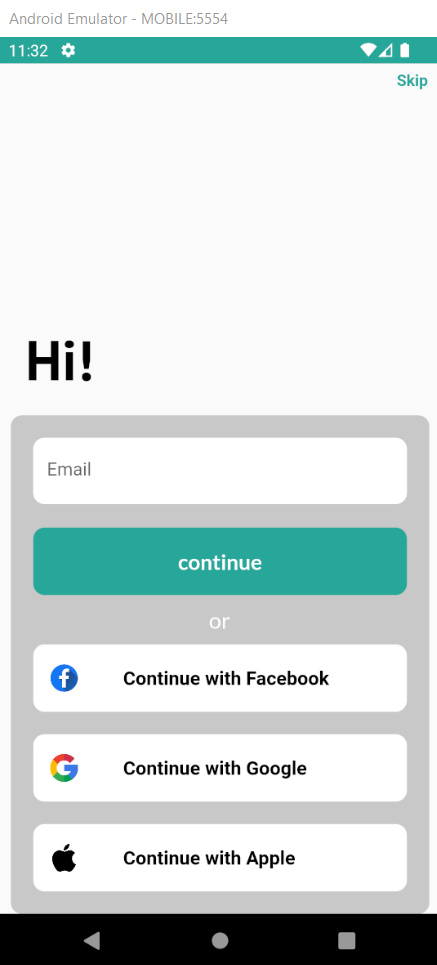 Android Emulator - MOBILE:5554
11:32
Skip
Hi!
Email
continue
or
Continue with Facebook
Continue with Google
Continue with Apple